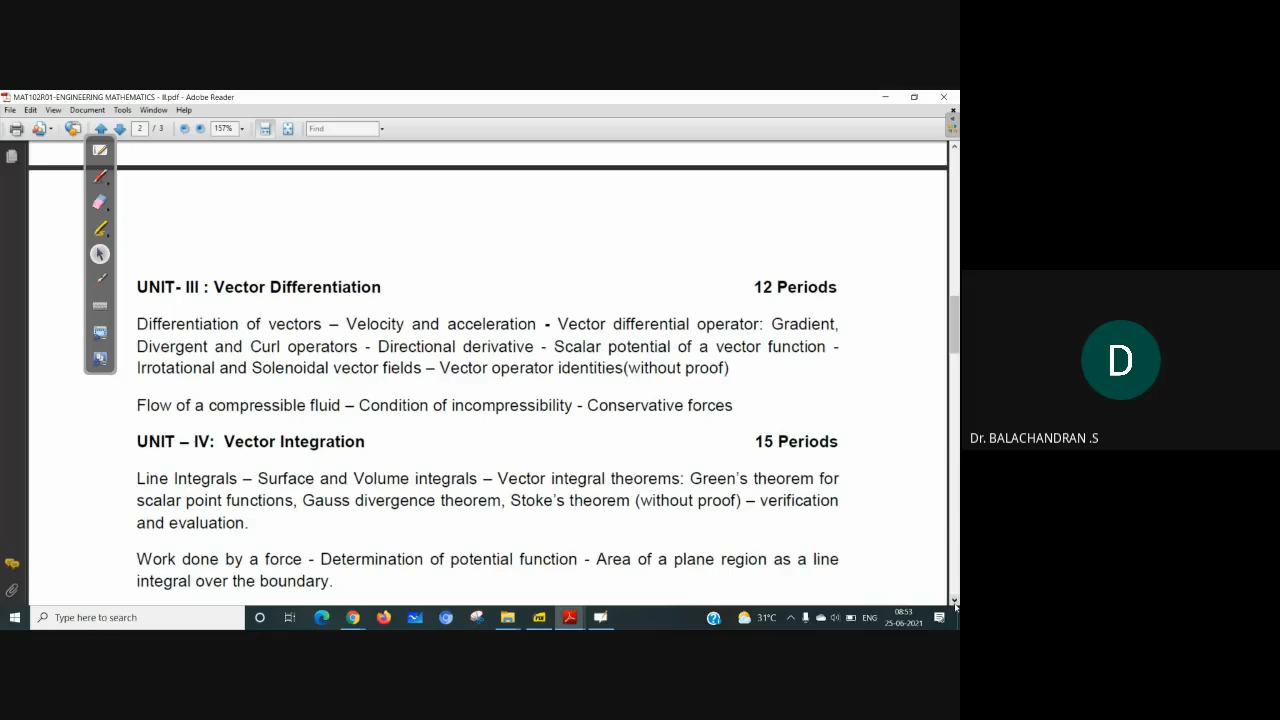 MAT102R01-ENGINEERING MATHEMATICS - II.pdf - Adobe Reader
File Edit View Document Tools Window Help
2 / 3 157% Find
UNIT- III : Vector Differentiation 12 Periods
Differentiation of vectors – Velocity and acceleration - Vector differential operator: Gradient,
Divergent and Curl operators - Directional derivative - Scalar potential of a vector function -
Irrotational and Solenoidal vector fields – Vector operator identities(without proof)
Flow of a compressible fluid – Condition of incompressibility - Conservative forces
UNIT – IV: Vector Integration 15 Periods
Line Integrals – Surface and Volume integrals – Vector integral theorems: Green's theorem for
scalar point functions, Gauss divergence theorem, Stoke's theorem (without proof) – verification
and evaluation.
Work done by a force - Determination of potential function - Area of a plane region as a line
integral over the boundary.
Type here to search
31°C ENG 08:53
25-06-2021
D
Dr. BALACHANDRAN .S